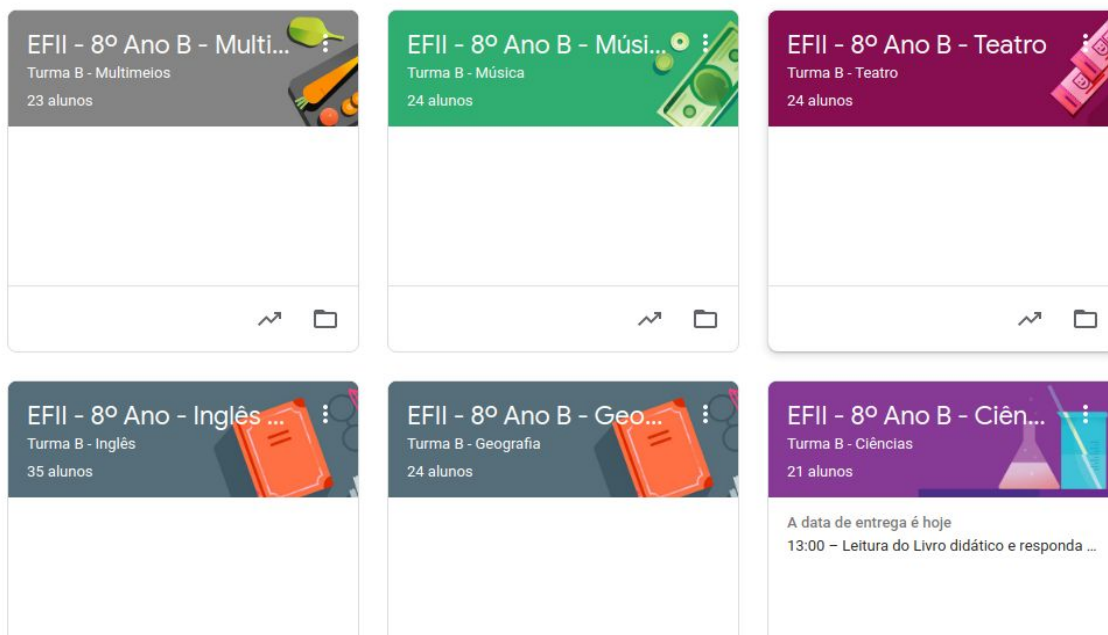 EFII - 8º Ano B - Multi...
Turma B - Multimeios
23 alunos
EFII - 8º Ano B - Músi...
Turma B - Música
24 alunos
EFII - 8º Ano B - Teatro
Turma B - Teatro
24 alunos
EFII - 8º Ano - Inglês ...
Turma B - Inglês
35 alunos
EFII - 8º Ano B - Geo...
Turma B - Geografia
24 alunos
EFII - 8º Ano B - Ciên...
Turma B - Ciências
21 alunos
A data de entrega é hoje
13:00 – Leitura do Livro didático e responda ...